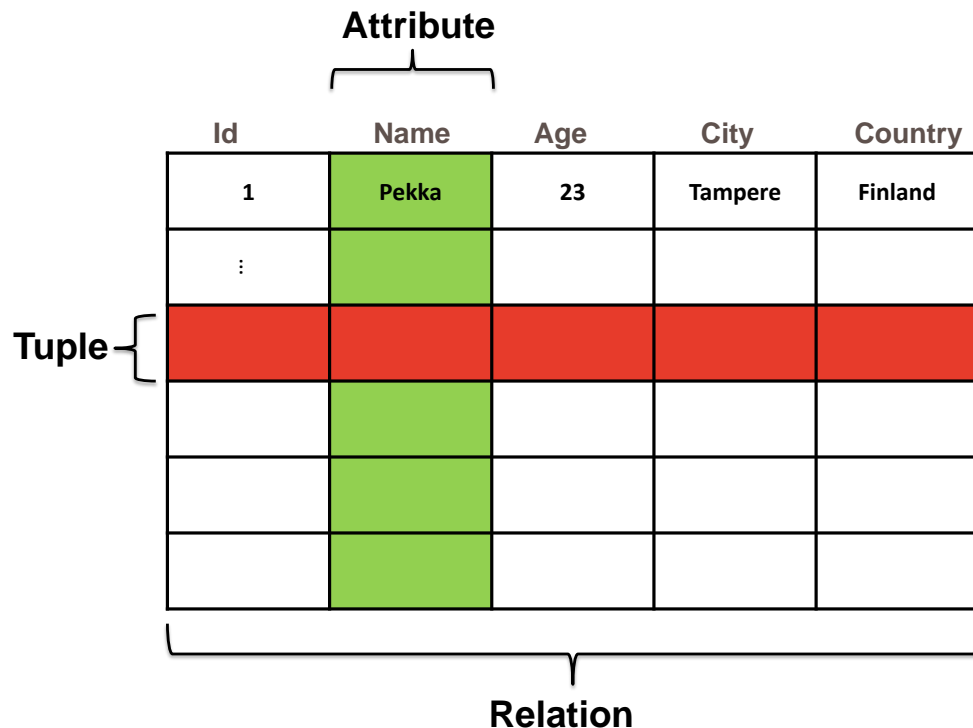 Attribute
Id Name Age City Country
1 Pekka 23 Tampere Finland
⋮
Tuple
Relation